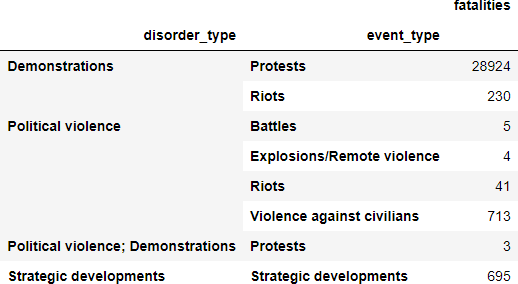 fatalities
disorder_type event_type
Demonstrations Protests 28924
Riots 230
Political violence Battles 5
Explosions/Remote violence 4
Riots 41
Violence against civilians 713
Political violence; Demonstrations Protests 3
Strategic developments Strategic developments 695